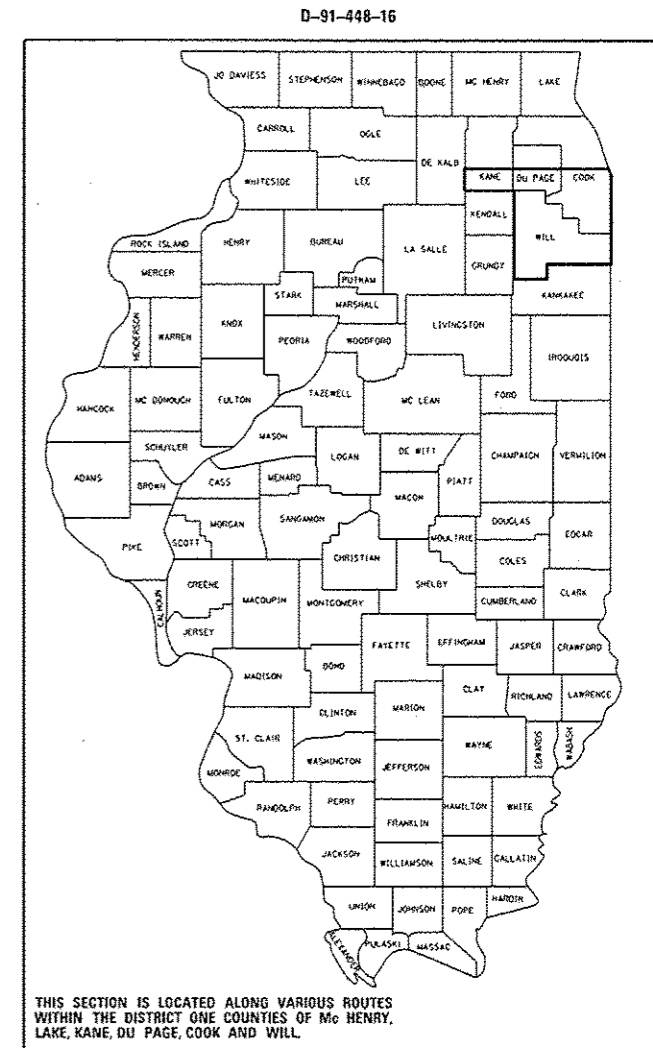 D-91-448-16
JO DAVIESS STEPHENSON WINNEBAGO BOONE MC HENRY LAKE
CARROLL OGLE
DE KALB KANE DU PAGE COOK
WHITESIDE LEE
KENDALL
ROCK ISLAND HENRY BUREAU LA SALLE WILL
MERCER PUTNAM GRUNDY
STARK KANKAKEE
MARSHALL
HENDERSON WARREN KNOX LIVINGSTON
PEORIA WOODFORD IROQUOIS
HANCOCK MC DONOUGH FULTON TAZEWELL MC LEAN FORD
MASON
SCHUYLER LOGAN DE WITT CHAMPAIGN VERMILION
ADAMS BROWN CASS MENARD PIATT
MACON
MORGAN SANGAMON DOUGLAS
PIKE SCOTT MOULTRIE EDGAR
CHRISTIAN COLES
CALHOUN GREENE SHELBY
MACOUPIN MONTGOMERY CUMBERLAND CLARK
JERSEY
FAYETTE EFFINGHAM JASPER CRAWFORD
MADISON BOND
CLAY RICHLAND LAWRENCE
CLINTON MARION
ST. CLAIR WAYNE EDWARDS WABASH
WASHINGTON JEFFERSON
MONROE
RANDOLPH PERRY HAMILTON WHITE
FRANKLIN
JACKSON WILLIAMSON SALINE GALLATIN
UNION JOHNSON POPE HARDIN
ALEXANDER PULASKI MASSAC
THIS SECTION IS LOCATED ALONG VARIOUS ROUTES
WITHIN THE DISTRICT ONE COUNTIES OF Mc HENRY,
LAKE, KANE, DU PAGE, COOK AND WILL.